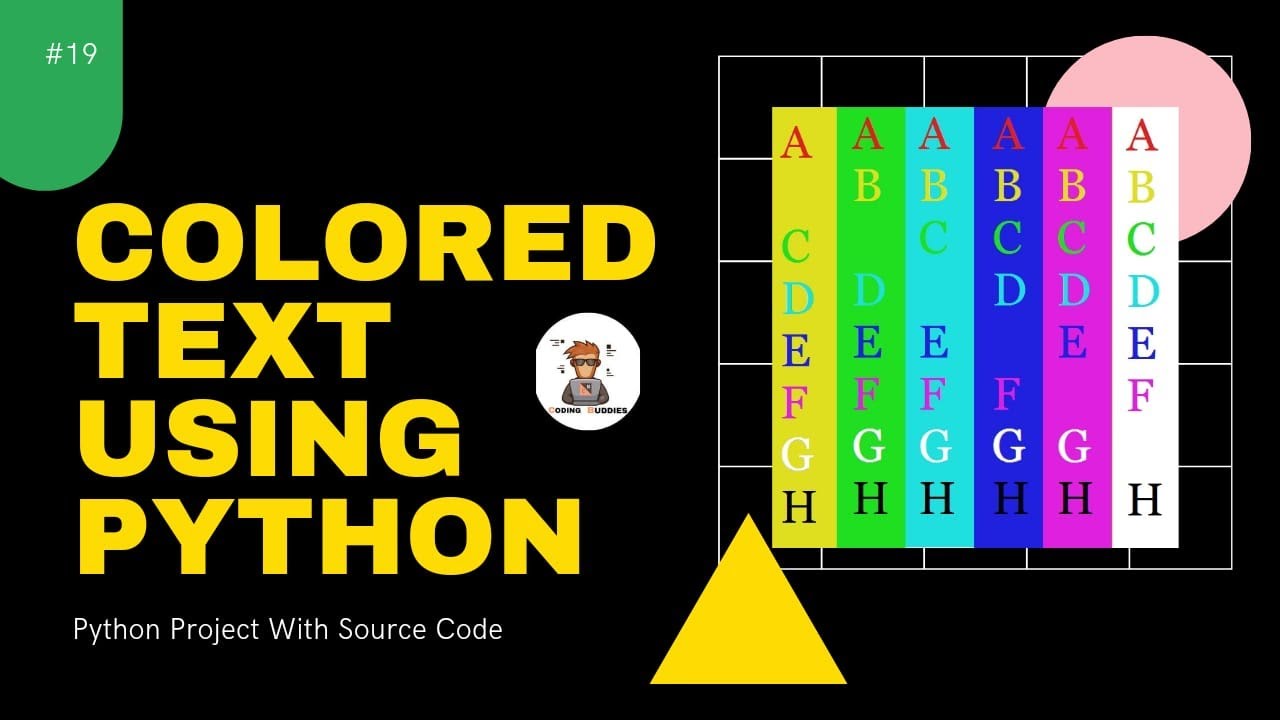 #19
COLORED
TEXT
USING
PYTHON
Python Project With Source Code
CODING BUDDIES
A A A A A A
B B B B B
C C C C C
D D D D D
E E E E E
F F F F F
G G G G G
H H H H H H